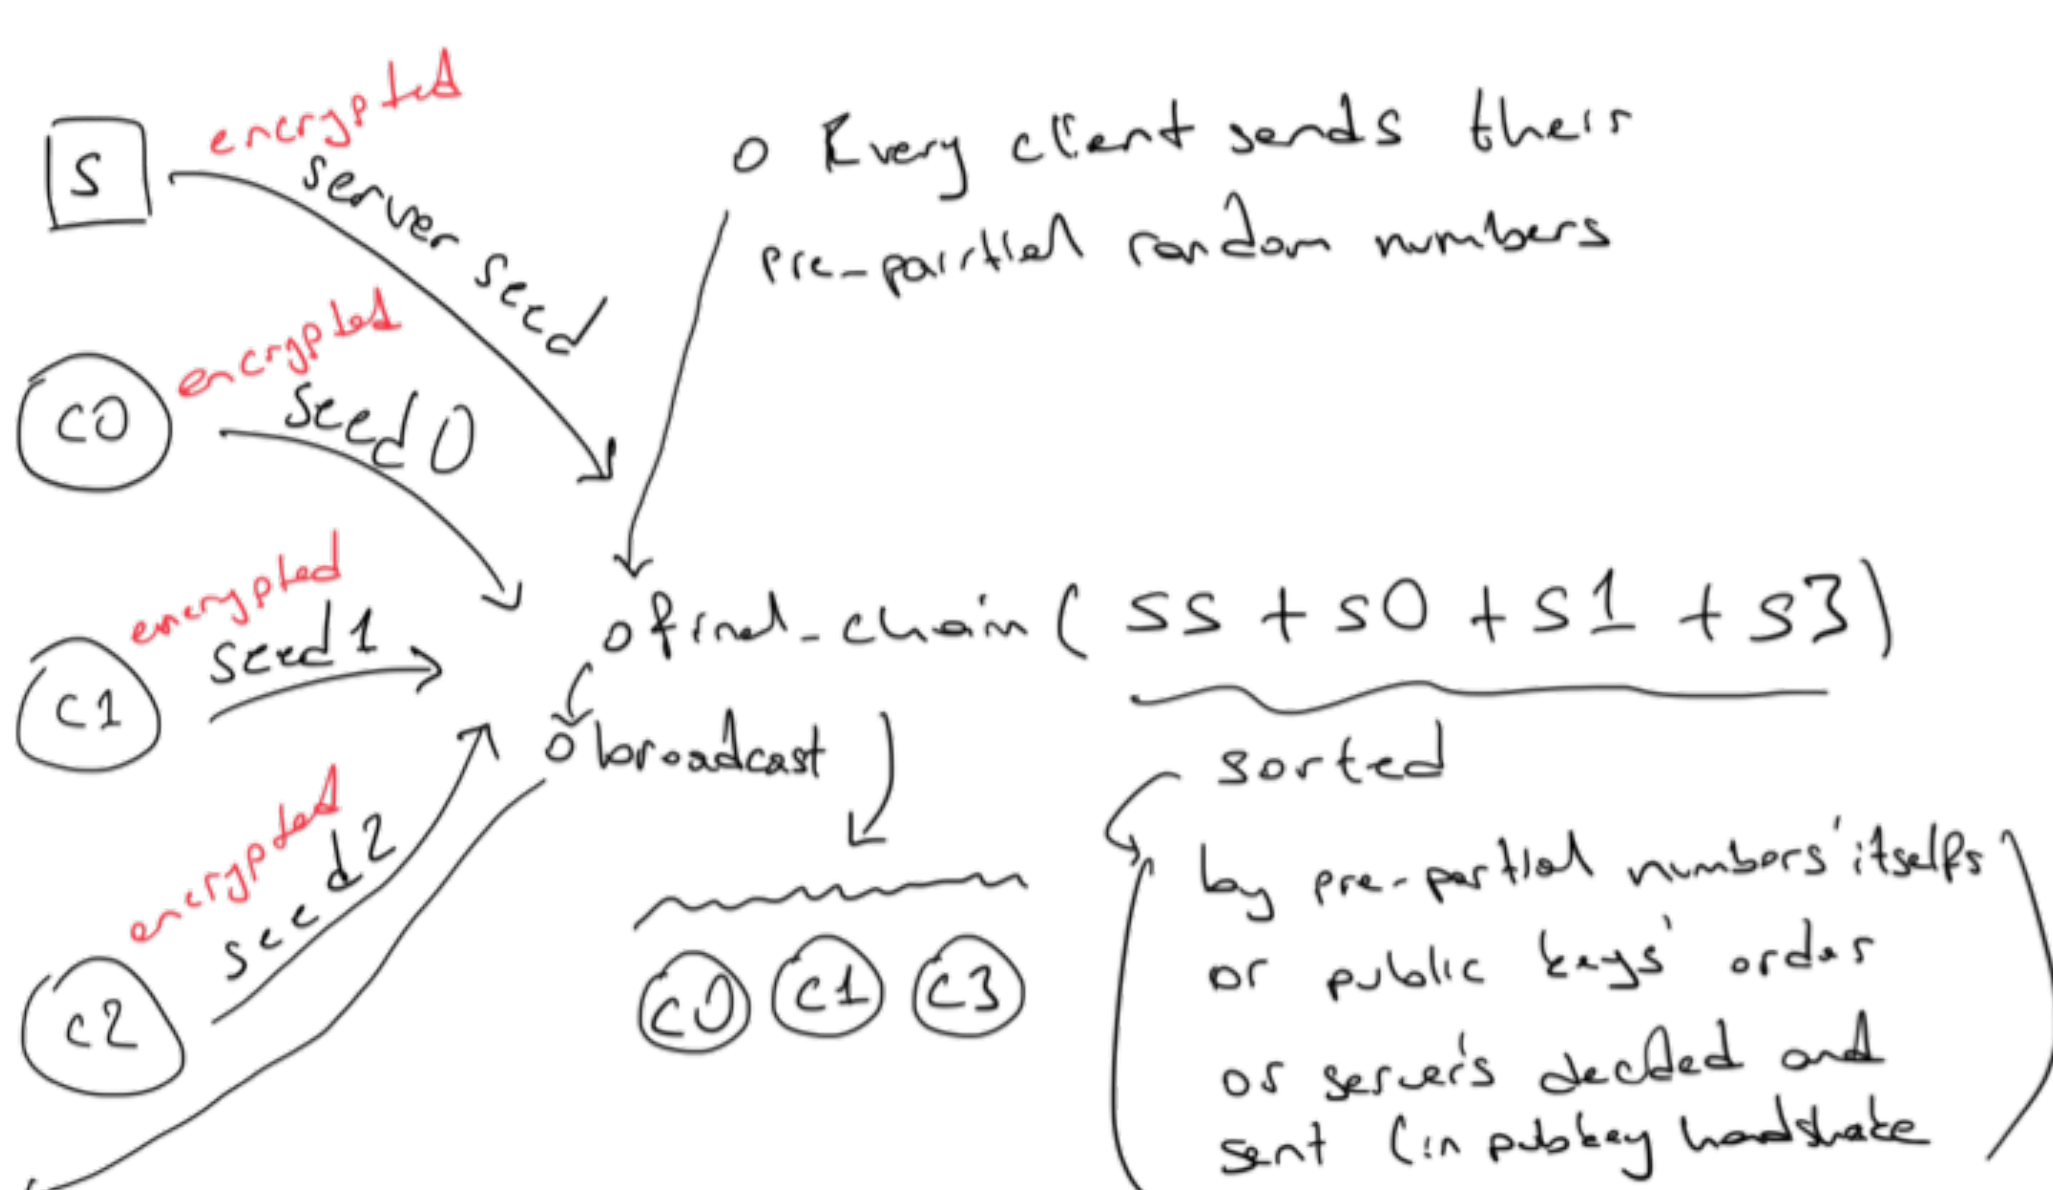 encrypted
S
server seed
o Every client sends their
pre-pairtial random numbers
encrypted
C0
seed 0
encrypted
C1
seed 1
o final_chain ( ss + s0 + s1 + s3 )
o broadcast
sorted
encrypted
C2
seed 2
C0 C1 C3
by pre-partial numbers' itselfs
or public keys' order
or server's decided and
sent (in pubkey handshake